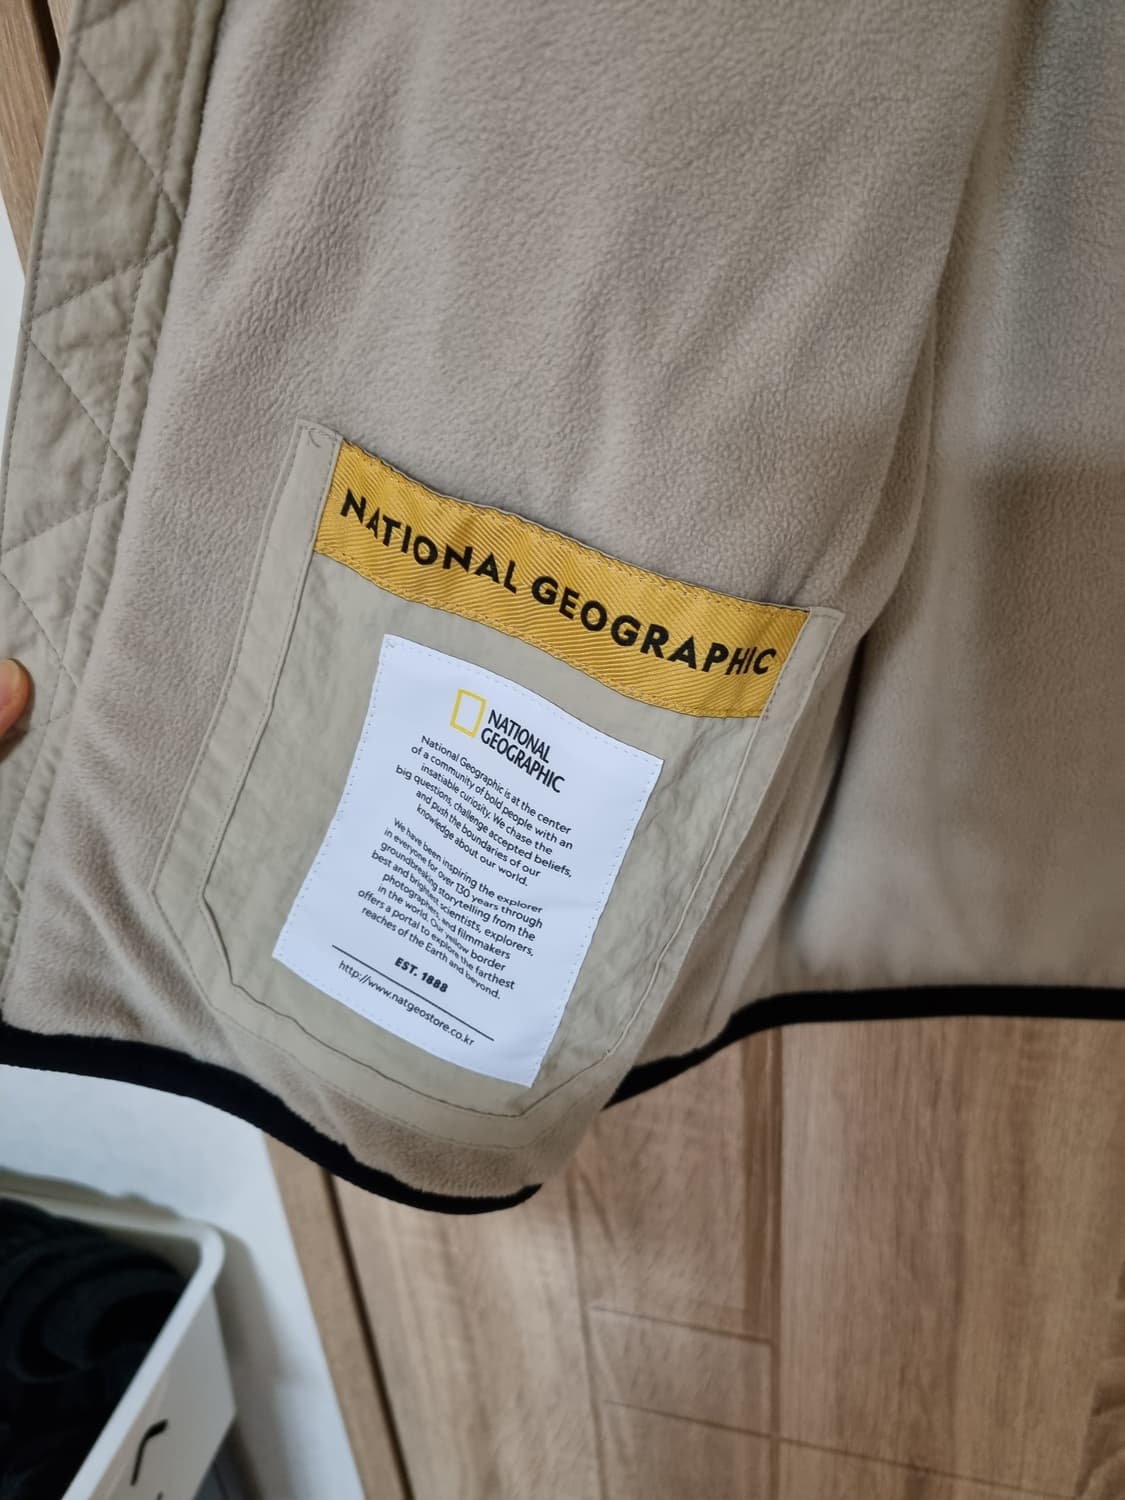 NATIONAL GEOGRAPHIC
NATIONAL
GEOGRAPHIC
National Geographic is at the center
of a community of bold people with an
insatiable curiosity. We chase the
big questions, challenge accepted beliefs,
and push the boundaries of our
knowledge about our world.
We have been inspiring the explorer
in everyone for over 130 years through
groundbreaking storytelling from the
best and brightest scientists, explorers,
photographers, and filmmakers
in the world. Our yellow border
offers a portal to explore the farthest
reaches of the Earth and beyond.
EST. 1888
http://www.natgeostore.co.kr